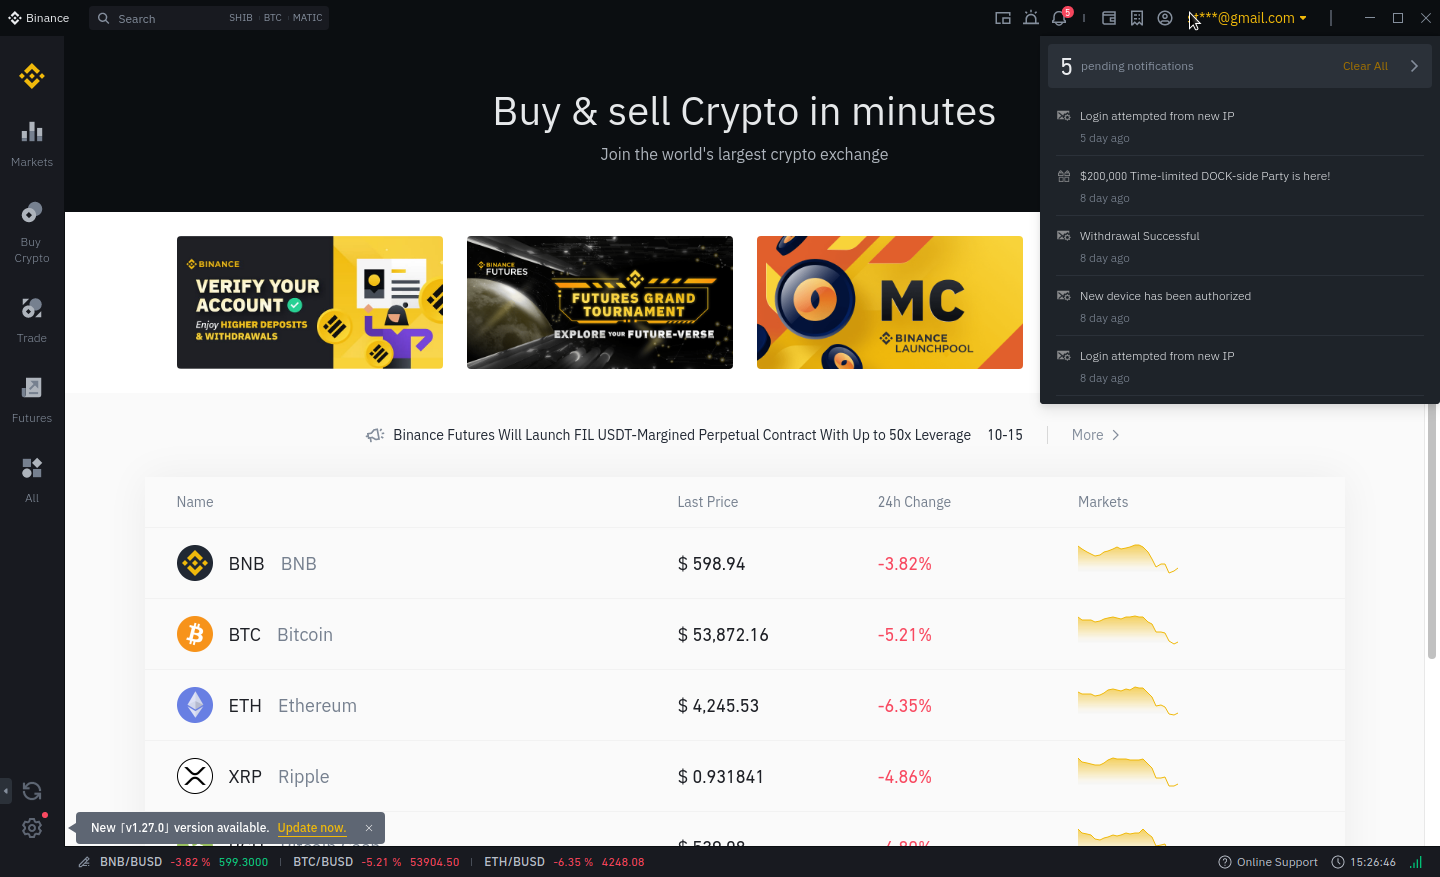 Binance
Search
SHIB
BTC
MATIC
5
***@gmail.com
5 pending notifications
Clear All
Login attempted from new IP
5 day ago
$200,000 Time-limited DOCK-side Party is here!
8 day ago
Withdrawal Successful
8 day ago
New device has been authorized
8 day ago
Login attempted from new IP
8 day ago
Markets
Buy
Crypto
Trade
Futures
All
Buy & sell Crypto in minutes
Join the world's largest crypto exchange
BINANCE
VERIFY YOUR
ACCOUNT
Enjoy HIGHER DEPOSITS
& WITHDRAWALS
BINANCE
FUTURES
FUTURES GRAND
TOURNAMENT
EXPLORE YOUR FUTURE-VERSE
MC
BINANCE
LAUNCHPOOL
Binance Futures Will Launch FIL USDT-Margined Perpetual Contract With Up to 50x Leverage 10-15
More
Name Last Price 24h Change Markets
BNB BNB $ 598.94 -3.82%
BTC Bitcoin $ 53,872.16 -5.21%
ETH Ethereum $ 4,245.53 -6.35%
XRP Ripple $ 0.931841 -4.86%
New「v1.27.0」version available. Update now.
BNB/BUSD -3.82 % 599.3000
BTC/BUSD -5.21 % 53904.50
ETH/BUSD -6.35 % 4248.08
Online Support
15:26:46